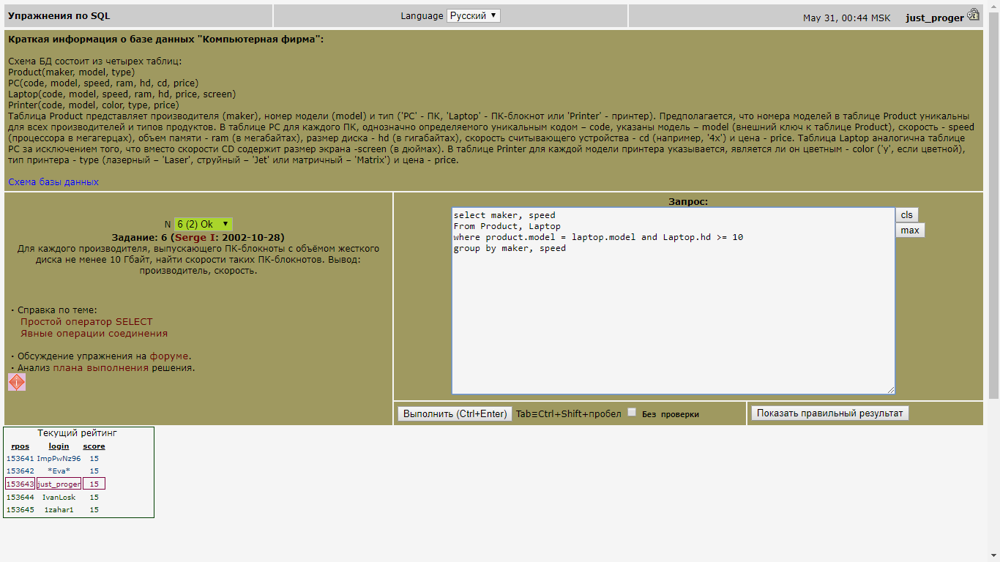 Упражнения по SQL
Language Русский
May 31, 00:44 MSK just_proger
Краткая информация о базе данных "Компьютерная фирма":
Схема БД состоит из четырех таблиц:
Product(maker, model, type)
PC(code, model, speed, ram, hd, cd, price)
Laptop(code, model, speed, ram, hd, price, screen)
Printer(code, model, color, type, price)
Таблица Product представляет производителя (maker), номер модели (model) и тип ('PC' - ПК, 'Laptop' - ПК-блокнот или 'Printer' - принтер). Предполагается, что номера моделей в таблице Product уникальны
для всех производителей и типов продуктов. В таблице PC для каждого ПК, однозначно определяемого уникальным кодом – code, указаны модель – model (внешний ключ к таблице Product), скорость - speed
(процессора в мегагерцах), объем памяти - ram (в мегабайтах), размер диска - hd (в гигабайтах), скорость считывающего устройства - cd (например, '4x') и цена - price. Таблица Laptop аналогична таблице
РС за исключением того, что вместо скорости CD содержит размер экрана -screen (в дюймах). В таблице Printer для каждой модели принтера указывается, является ли он цветным - color ('y', если цветной),
тип принтера - type (лазерный – 'Laser', струйный – 'Jet' или матричный – 'Matrix') и цена - price.
Схема базы данных
N 6 (2) Ok
Задание: 6 (Serge I: 2002-10-28)
Для каждого производителя, выпускающего ПК-блокноты c объёмом жесткого
диска не менее 10 Гбайт, найти скорости таких ПК-блокнотов. Вывод:
производитель, скорость.
· Справка по теме:
Простой оператор SELECT
Явные операции соединения
· Обсуждение упражнения на форуме.
· Анализ плана выполнения решения.
Запрос:
select maker, speed
From Product, Laptop
where product.model = laptop.model and Laptop.hd >= 10
group by maker, speed
cls
max
Выполнить (Ctrl+Enter) Tab≡Ctrl+Shift+пробел Без проверки
Показать правильный результат
Текущий рейтинг
rpos login score
153641 ImpPwNz96 15
153642 *Eva* 15
153643 just_proger 15
153644 IvanLosk 15
153645 1zahar1 15